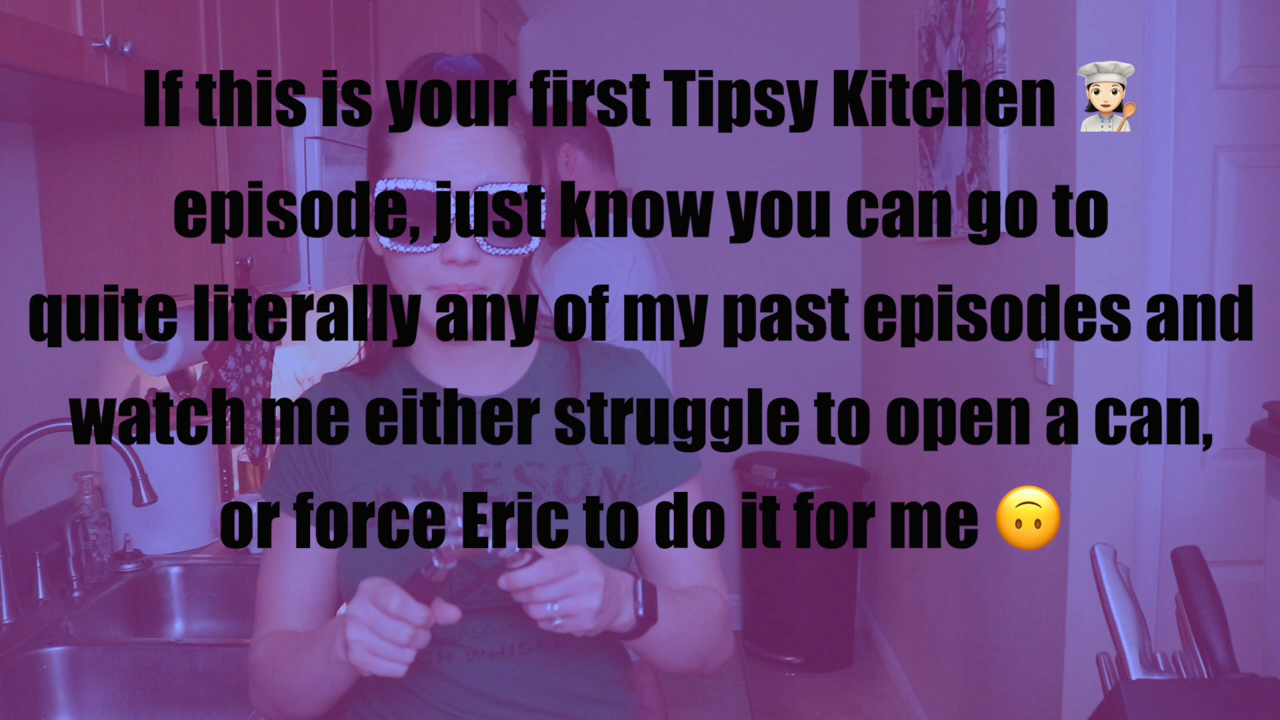 If this is your first Tipsy Kitchen 👩🏻‍🍳
episode, just know you can go to
quite literally any of my past episodes and
watch me either struggle to open a can,
or force Eric to do it for me 🙃
JAMESON